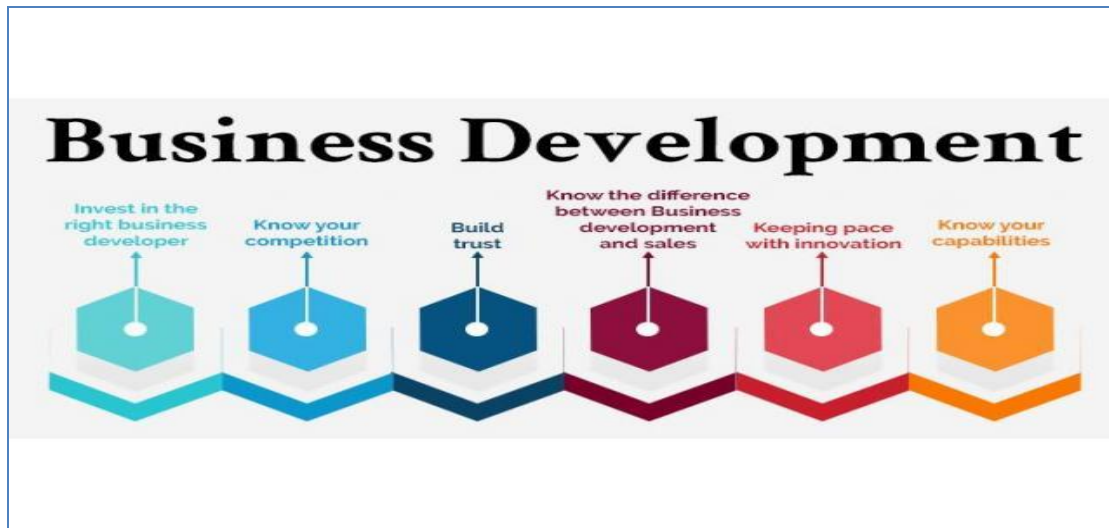 Business Development
Invest in the
right business
developer
Know your
competition
Build
trust
Know the difference
between Business
development
and sales
Keeping pace
with innovation
Know your
capabilities